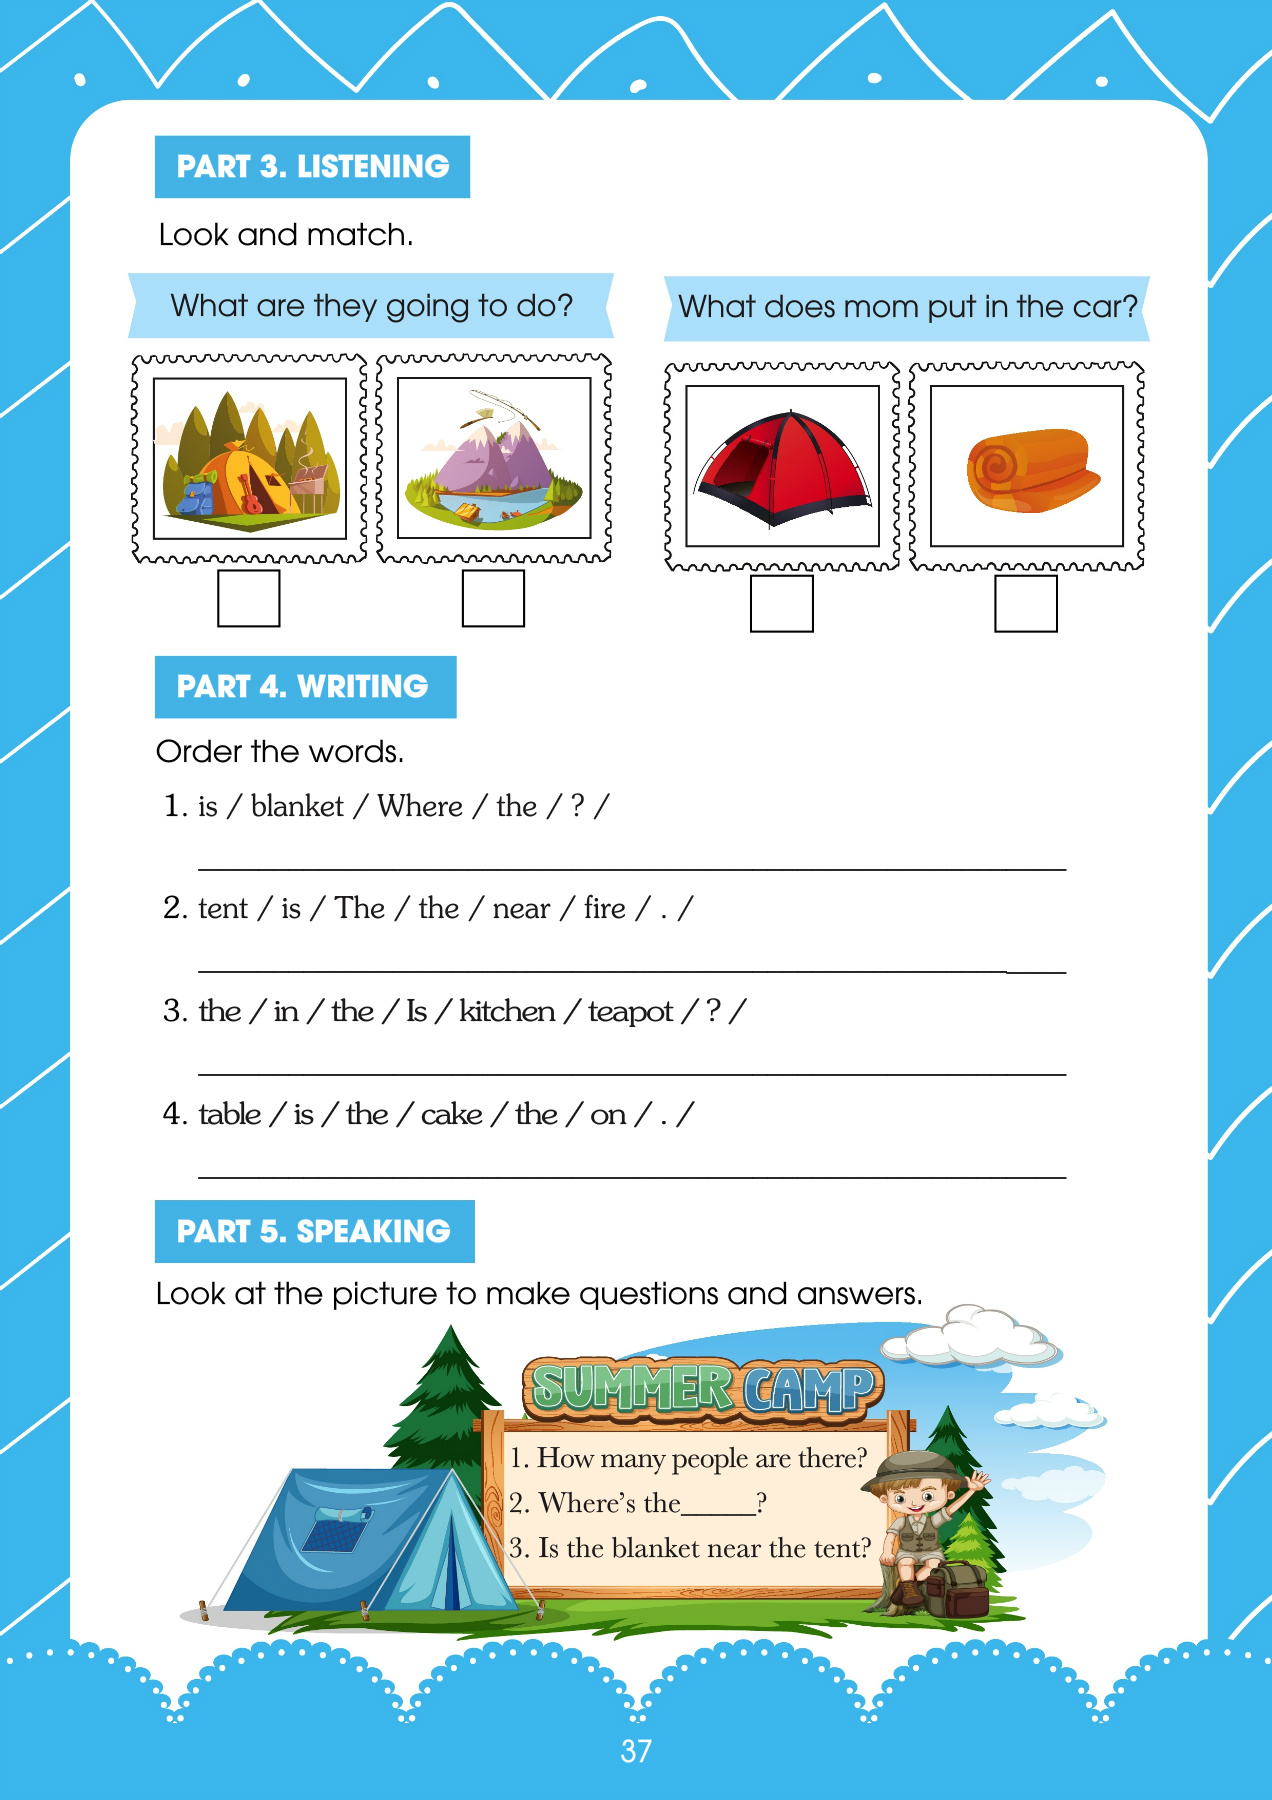 PART 3. LISTENING
Look and match.
What are they going to do?
What does mom put in the car?
PART 4. WRITING
Order the words.
1. is / blanket / Where / the / ? /
2. tent / is / The / the / near / fire / . /
3. the / in / the / Is / kitchen / teapot / ? /
4. table / is / the / cake / the / on / . /
PART 5. SPEAKING
Look at the picture to make questions and answers.
SUMMER CAMP
1. How many people are there?
2. Where's the_____?
3. Is the blanket near the tent?
37